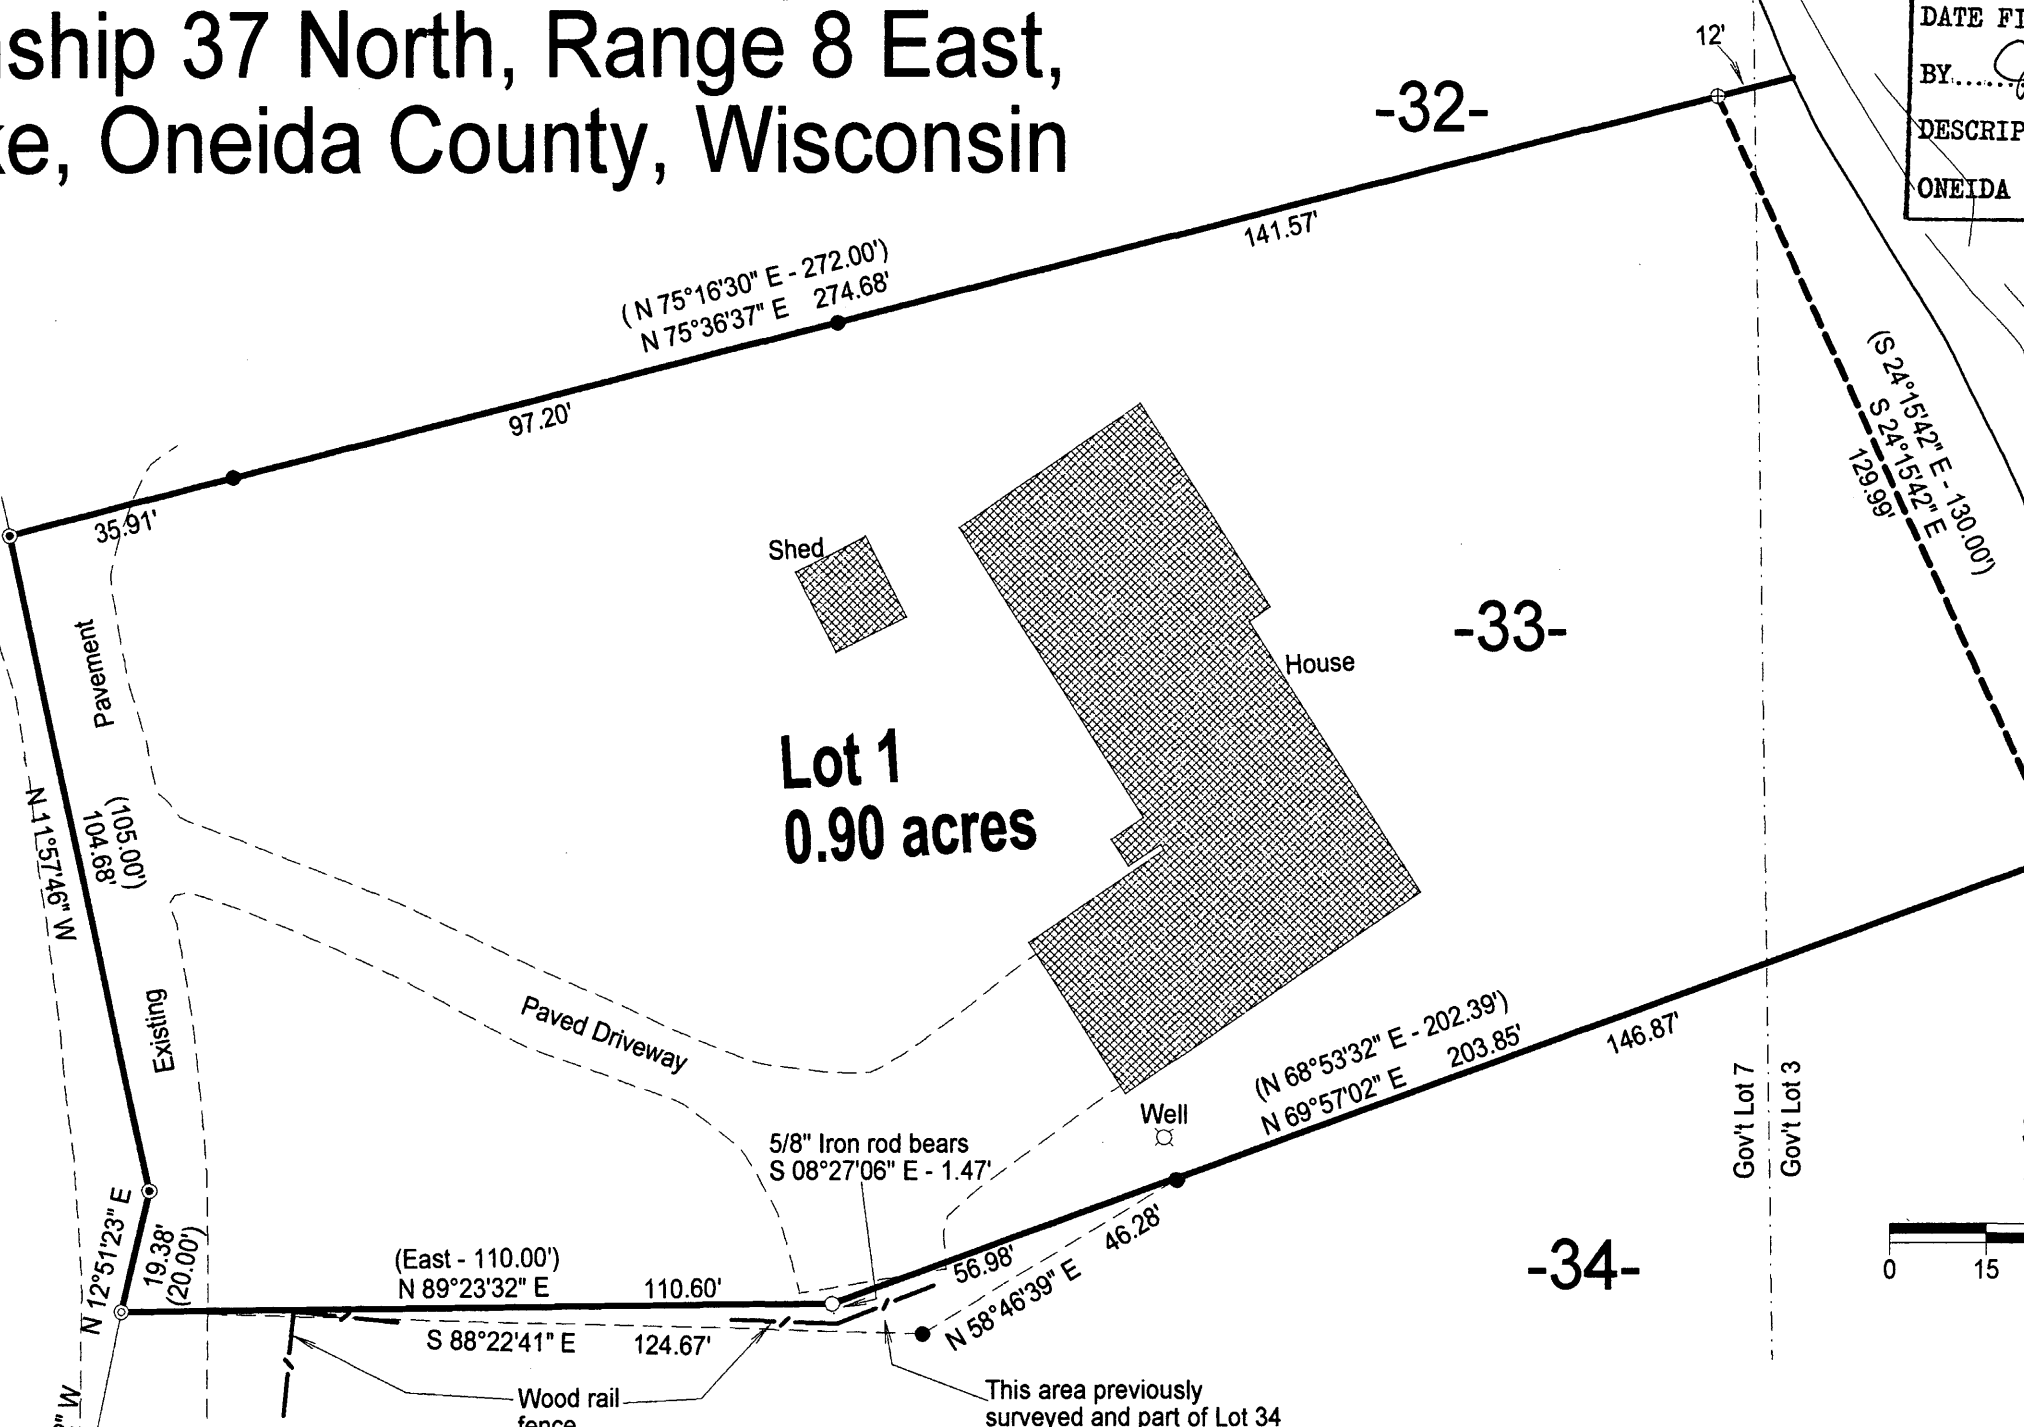 ship 37 North, Range 8 East,
ke, Oneida County, Wisconsin
DATE FI
BY
DESCRIP
ONEIDA
12'
-32-
141.57'
( N 75°16'30" E - 272.00')
N 75°36'37" E 274.68'
97.20'
35.91'
(S 24°15'42" E - 130.00')
S 24°15'42" E
129.99'
Shed
-33-
House
Pavement
Lot 1
0.90 acres
(105.00')
104.68'
N 11°57'46" W
Existing
Paved Driveway
(N 68°53'32" E - 202.39')
N 69°57'02" E 203.85'
146.87'
Gov't Lot 7
Gov't Lot 3
Well
5/8" Iron rod bears
S 08°27'06" E - 1.47'
N 12°51'23" E
19.38'
(20.00')
(East - 110.00')
N 89°23'32" E 110.60'
56.98'
46.28'
N 58°46'39" E
S 88°22'41" E 124.67'
-34-
0 15
Wood rail
fence
This area previously
surveyed and part of Lot 34
" W